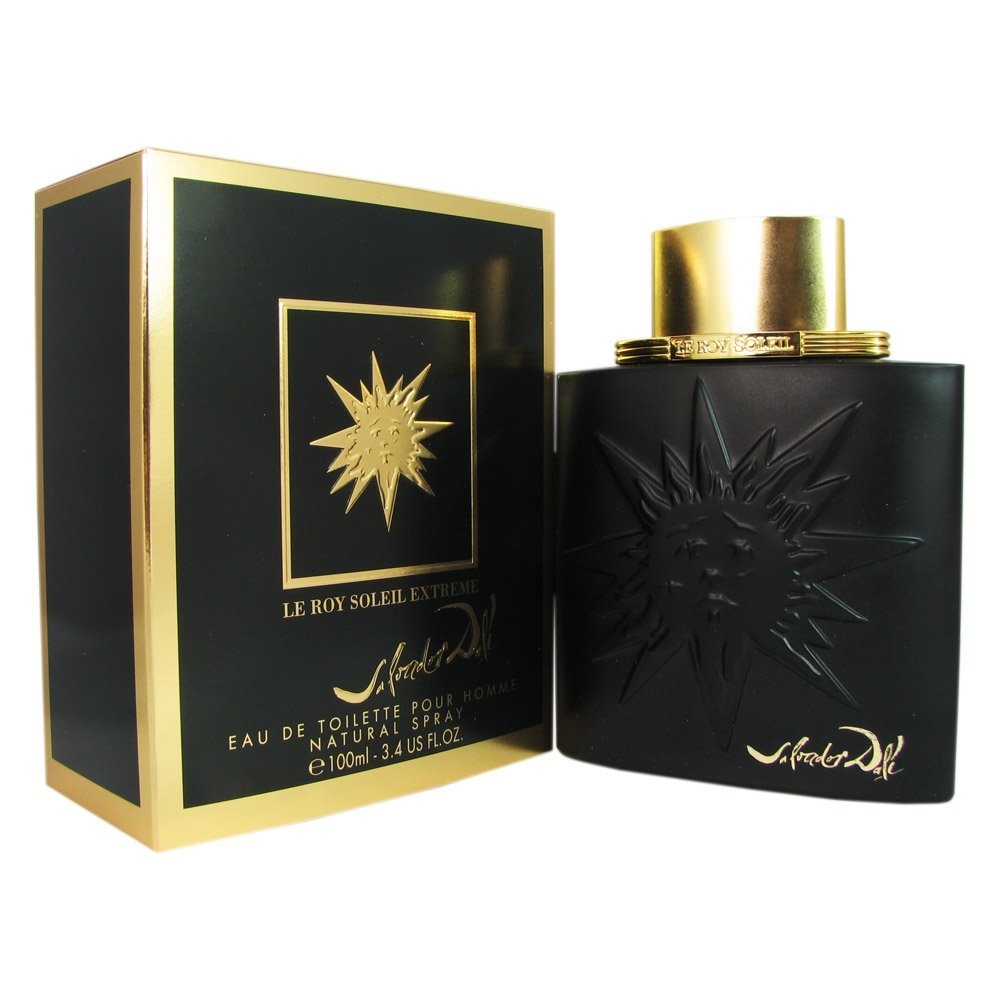 LE ROY SOLEIL EXTREME
Salvador Dalí
EAU DE TOILETTE POUR HOMME
NATURAL SPRAY
℮ 100ml - 3.4 US FL.OZ.
LE ROY SOLEIL
Salvador Dalí